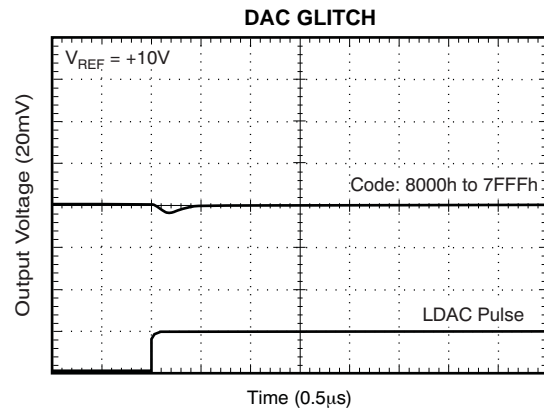 DAC GLITCH
V_REF = +10V
Output Voltage (20mV)
Code: 8000h to 7FFFh
LDAC Pulse
Time (0.5µs)